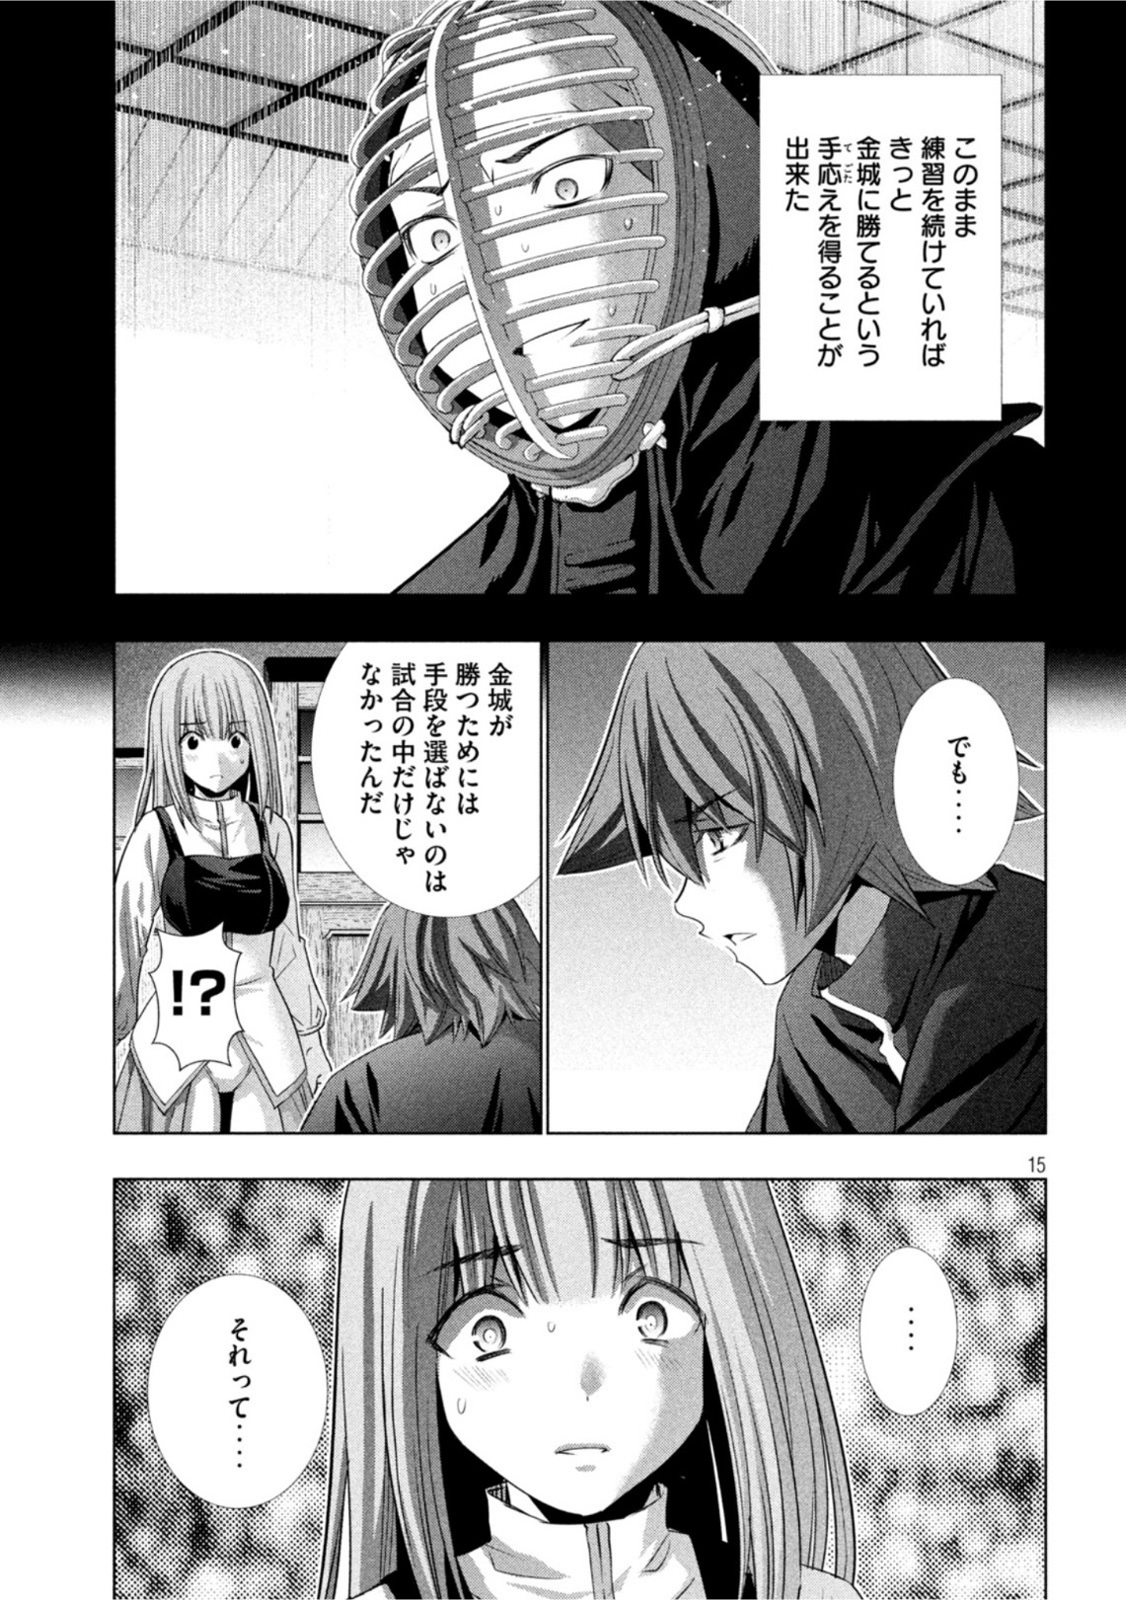 このまま
練習を続けていれば
きっと
金城に勝てるという
手応えを得ることが
出来た
てごた
でも‥‥
金城が
勝つためには
手段を選ばないのは
試合の中だけじゃ
なかったんだ
!?
15
‥‥
それって‥‥